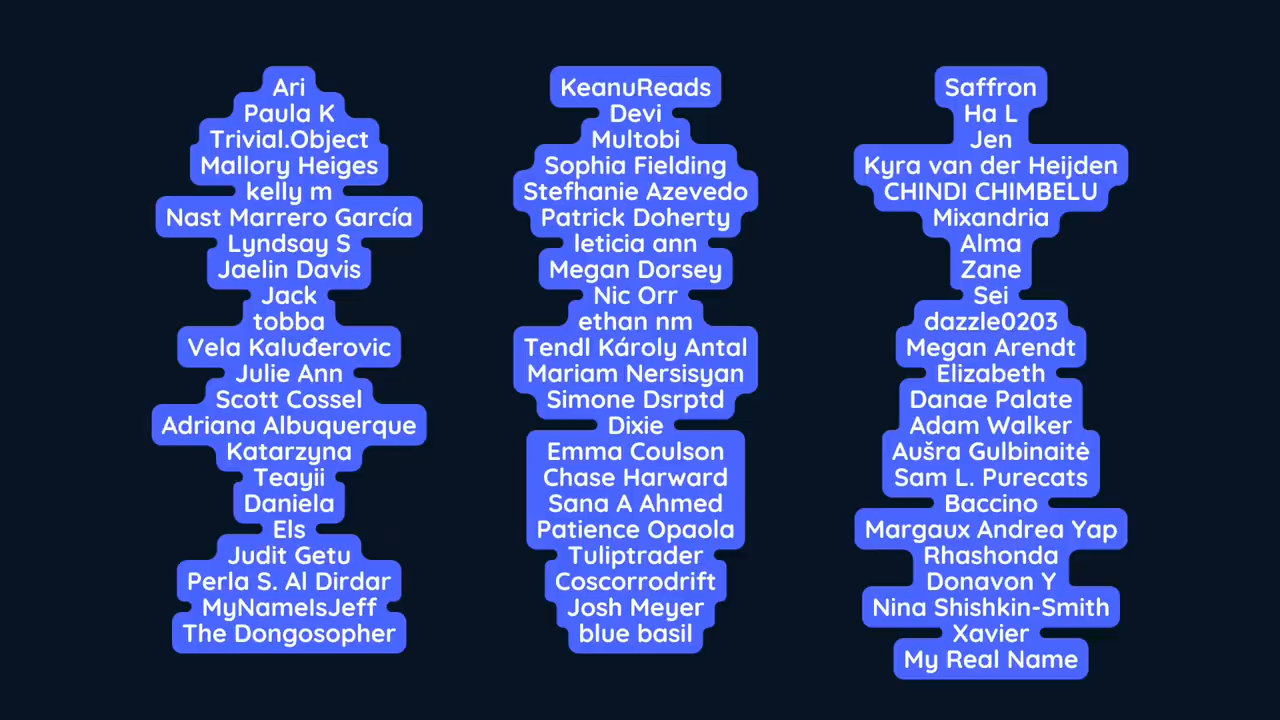 Ari
Paula K
Trivial.Object
Mallory Heiges
kelly m
Nast Marrero García
Lyndsay S
Jaelin Davis
Jack
tobba
Vela Kaluđerovic
Julie Ann
Scott Cossel
Adriana Albuquerque
Katarzyna
Teayii
Daniela
Els
Judit Getu
Perla S. Al Dirdar
MyNameIsJeff
The Dongosopher
KeanuReads
Devi
Multobi
Sophia Fielding
Stefhanie Azevedo
Patrick Doherty
leticia ann
Megan Dorsey
Nic Orr
ethan nm
Tendl Károly Antal
Mariam Nersisyan
Simone Dsrptd
Dixie
Emma Coulson
Chase Harward
Sana A Ahmed
Patience Opaola
Tuliptrader
Coscorrodrift
Josh Meyer
blue basil
Saffron
Ha L
Jen
Kyra van der Heijden
CHINDI CHIMBELU
Mixandria
Alma
Zane
Sei
dazzle0203
Megan Arendt
Elizabeth
Danae Palate
Adam Walker
Aušra Gulbinaitė
Sam L. Purecats
Baccino
Margaux Andrea Yap
Rhashonda
Donavon Y
Nina Shishkin-Smith
Xavier
My Real Name